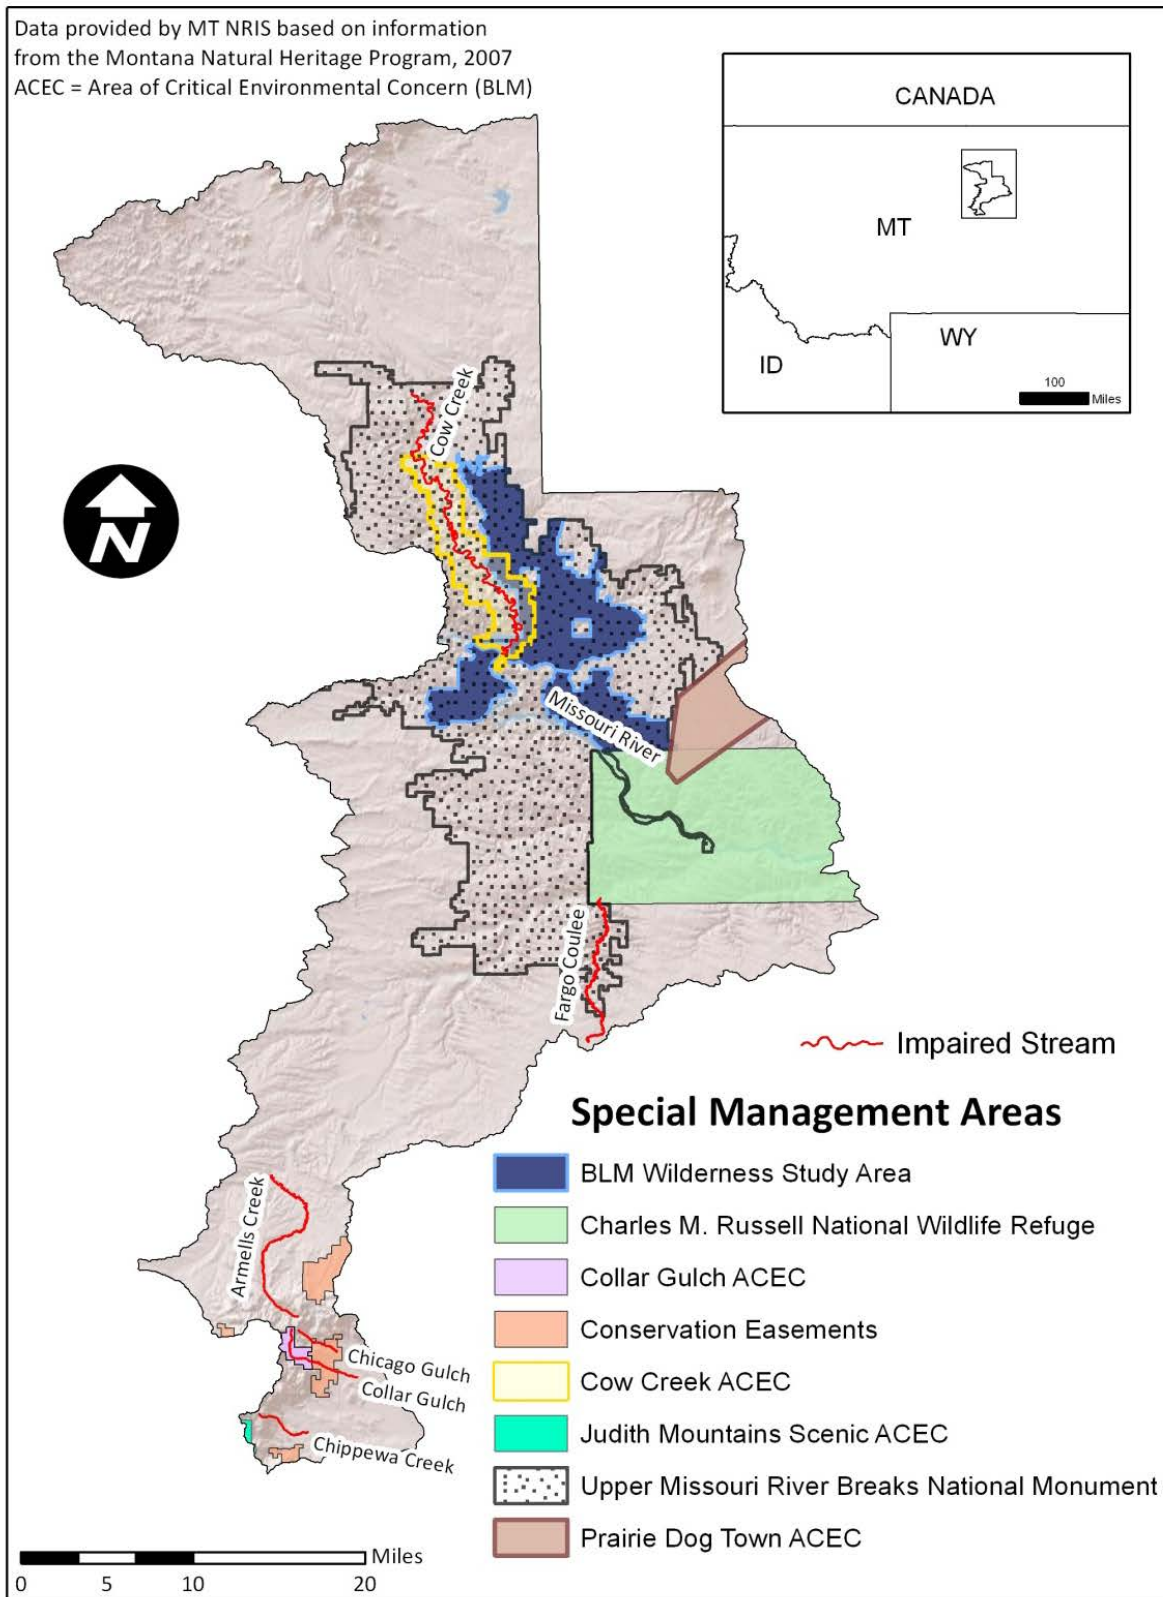 Data provided by MT NRIS based on information
from the Montana Natural Heritage Program, 2007
ACEC = Area of Critical Environmental Concern (BLM)
CANADA
MT
WY
ID
100
Miles
N
Cow Creek
Missouri River
Fargo Coulee
Impaired Stream
Special Management Areas
BLM Wilderness Study Area
Charles M. Russell National Wildlife Refuge
Collar Gulch ACEC
Conservation Easements
Cow Creek ACEC
Judith Mountains Scenic ACEC
Upper Missouri River Breaks National Monument
Prairie Dog Town ACEC
Armells Creek
Chicago Gulch
Collar Gulch
Chippewa Creek
Miles
0 5 10 20